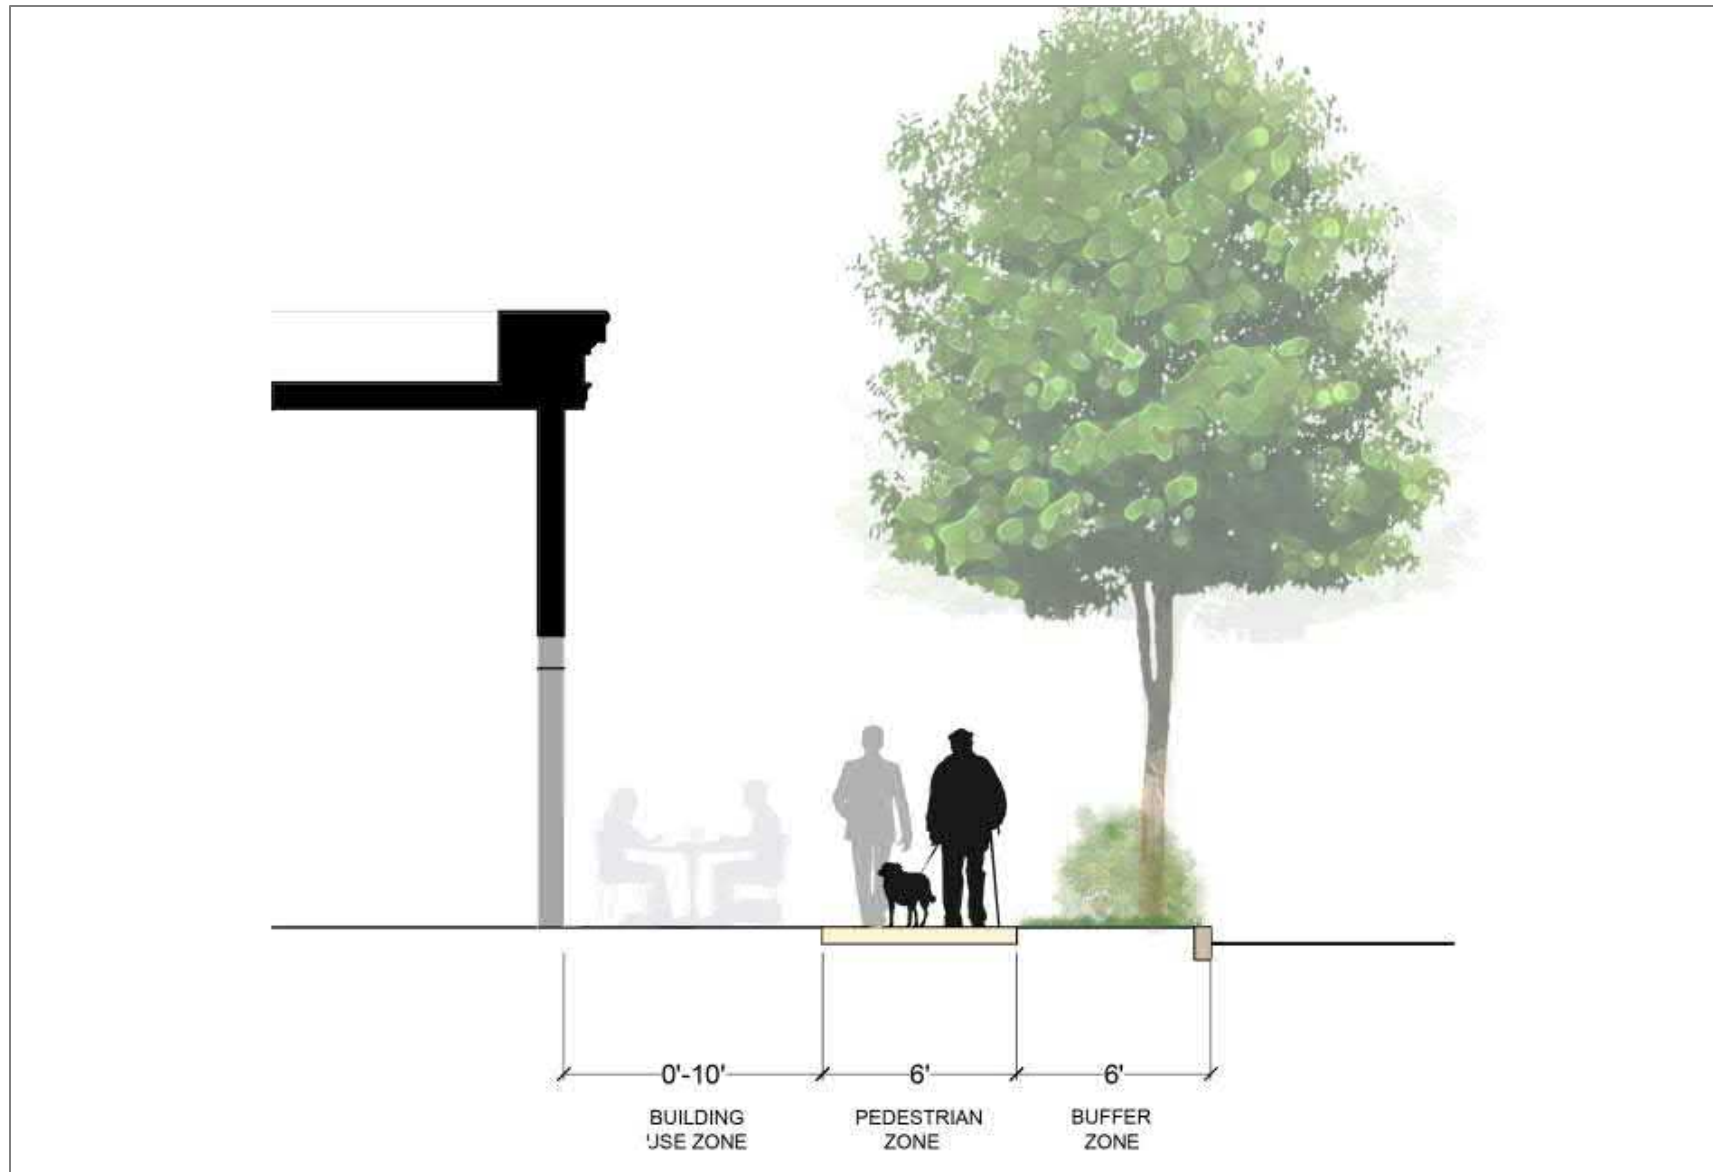 0'-10'
6'
6'
BUILDING
USE ZONE
PEDESTRIAN
ZONE
BUFFER
ZONE